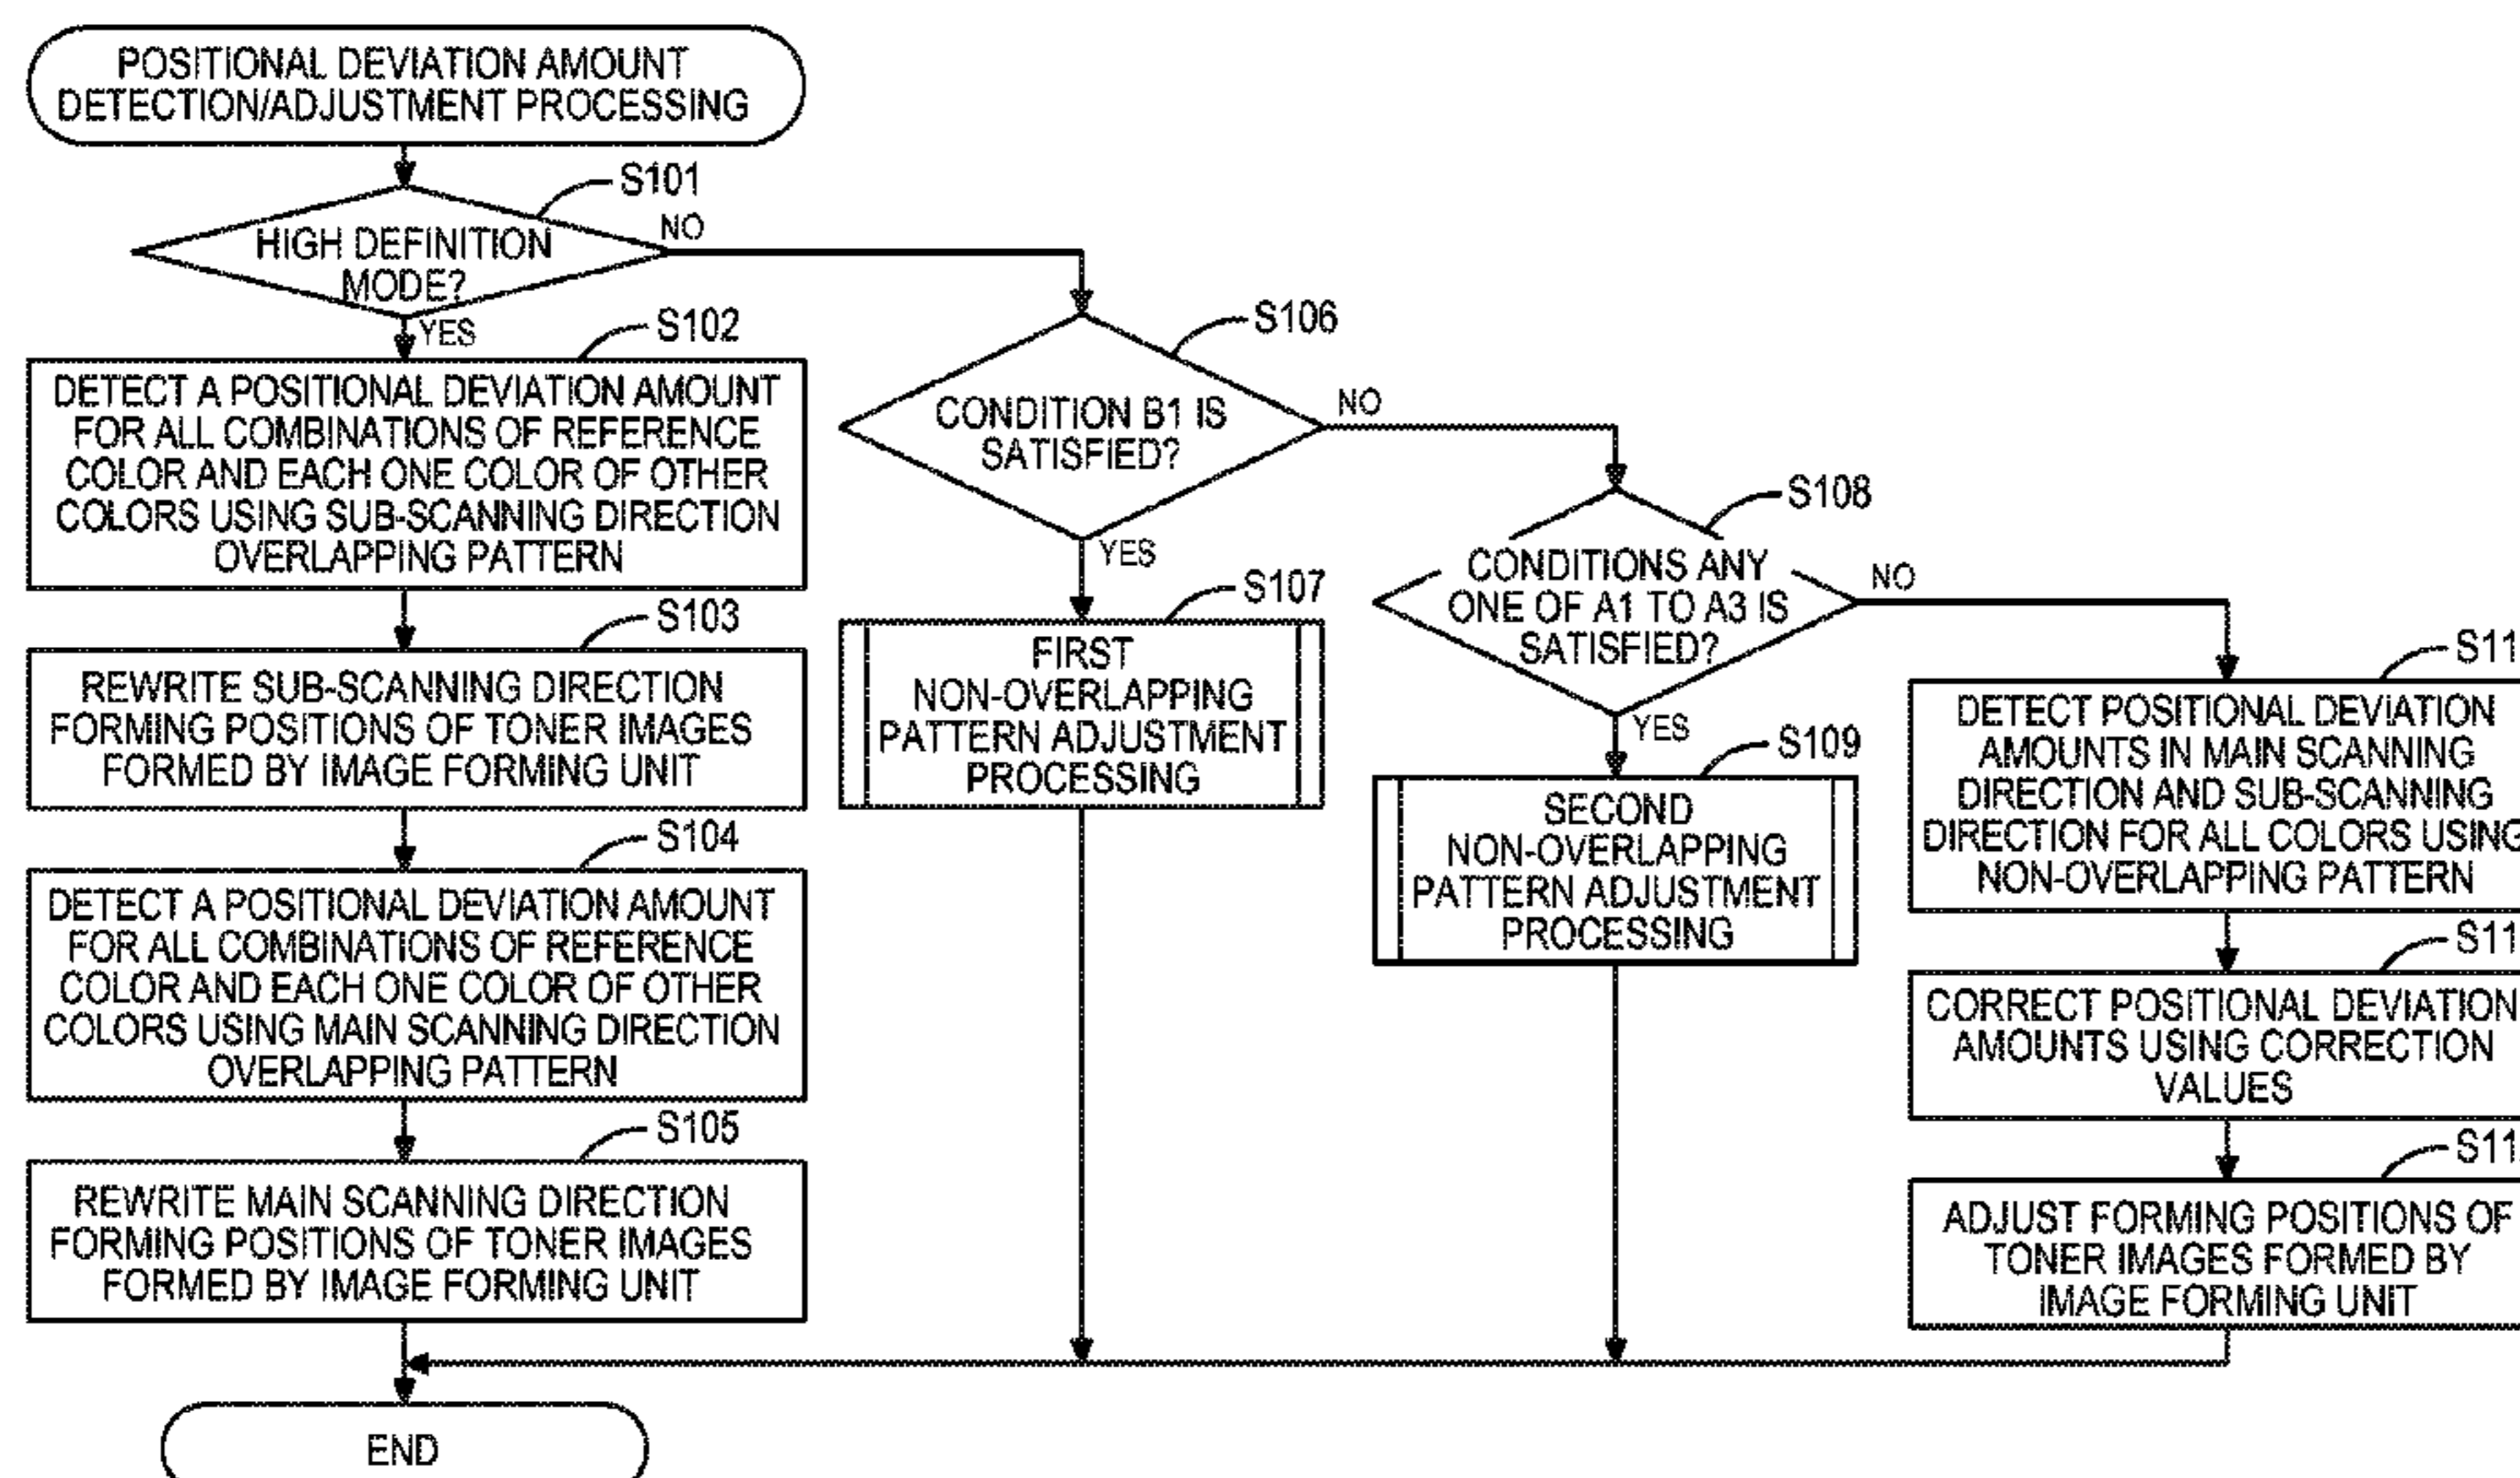 POSITIONAL DEVIATION AMOUNT
DETECTION/ADJUSTMENT PROCESSING
S101
HIGH DEFINITION
MODE?
NO
YES
S102
DETECT A POSITIONAL DEVIATION AMOUNT
FOR ALL COMBINATIONS OF REFERENCE
COLOR AND EACH ONE COLOR OF OTHER
COLORS USING SUB-SCANNING DIRECTION
OVERLAPPING PATTERN
S103
REWRITE SUB-SCANNING DIRECTION
FORMING POSITIONS OF TONER IMAGES
FORMED BY IMAGE FORMING UNIT
S104
DETECT A POSITIONAL DEVIATION AMOUNT
FOR ALL COMBINATIONS OF REFERENCE
COLOR AND EACH ONE COLOR OF OTHER
COLORS USING MAIN SCANNING DIRECTION
OVERLAPPING PATTERN
S105
REWRITE MAIN SCANNING DIRECTION
FORMING POSITIONS OF TONER IMAGES
FORMED BY IMAGE FORMING UNIT
END
S106
CONDITION B1 IS
SATISFIED?
NO
YES
S107
FIRST
NON-OVERLAPPING
PATTERN ADJUSTMENT
PROCESSING
S108
CONDITIONS ANY
ONE OF A1 TO A3 IS
SATISFIED?
NO
YES
S109
SECOND
NON-OVERLAPPING
PATTERN ADJUSTMENT
PROCESSING
S11
DETECT POSITIONAL DEVIATION
AMOUNTS IN MAIN SCANNING
DIRECTION AND SUB-SCANNING
DIRECTION FOR ALL COLORS USING
NON-OVERLAPPING PATTERN
S11
CORRECT POSITIONAL DEVIATION
AMOUNTS USING CORRECTION
VALUES
S11
ADJUST FORMING POSITIONS OF
TONER IMAGES FORMED BY
IMAGE FORMING UNIT